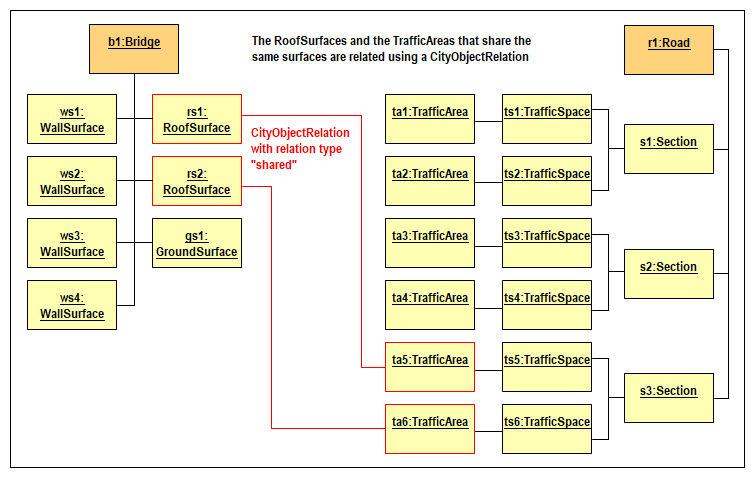 b1:Bridge
The RoofSurfaces and the TrafficAreas that share the
same surfaces are related using a CityObjectRelation
r1:Road
ws1:
WallSurface
rs1:
RoofSurface
ta1:TrafficArea
ts1:TrafficSpace
CityObjectRelation
with relation type
"shared"
s1:Section
ws2:
WallSurface
rs2:
RoofSurface
ta2:TrafficArea
ts2:TrafficSpace
ws3:
WallSurface
gs1:
GroundSurface
ta3:TrafficArea
ts3:TrafficSpace
s2:Section
ws4:
WallSurface
ta4:TrafficArea
ts4:TrafficSpace
ta5:TrafficArea
ts5:TrafficSpace
s3:Section
ta6:TrafficArea
ts6:TrafficSpace